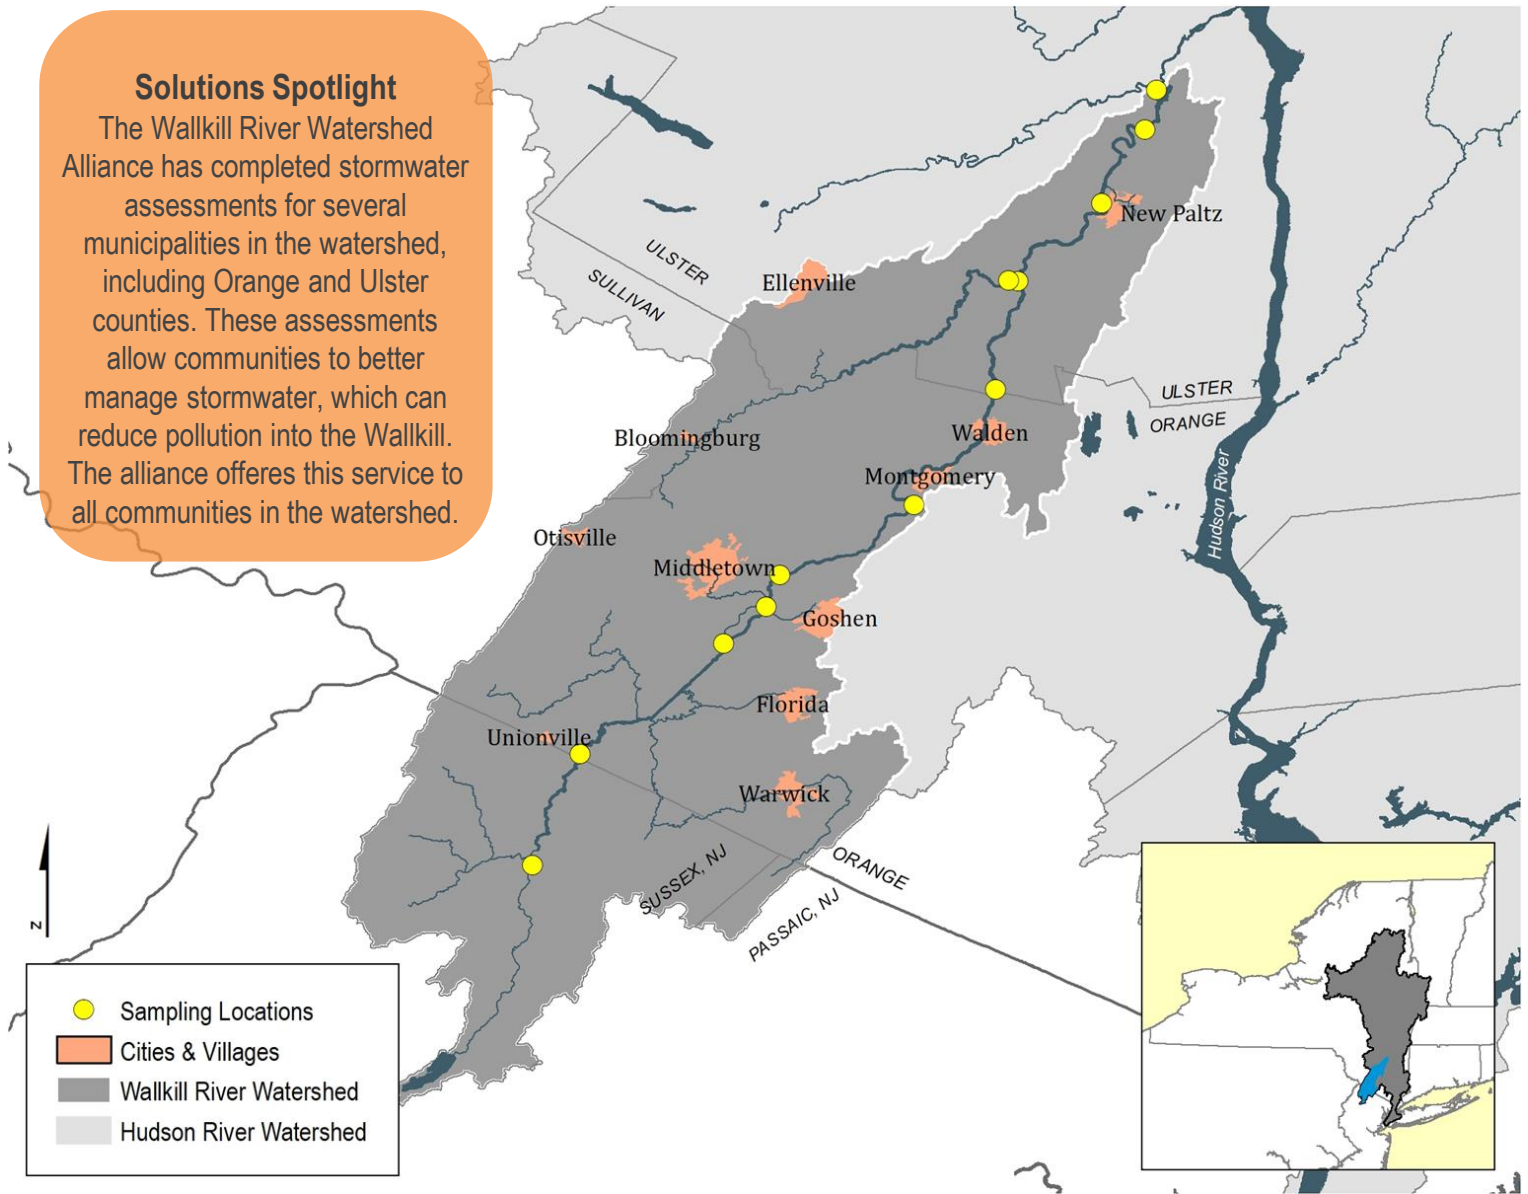 Solutions Spotlight
The Wallkill River Watershed
Alliance has completed stormwater
assessments for several
municipalities in the watershed,
including Orange and Ulster
counties. These assessments
allow communities to better
manage stormwater, which can
reduce pollution into the Wallkill.
The alliance offeres this service to
all communities in the watershed.
New Paltz
ULSTER
SULLIVAN
Ellenville
ULSTER
ORANGE
Bloomingburg
Walden
Montgomery
Hudson River
Otisville
Middletown
Goshen
Florida
Unionville
Warwick
SUSSEX, NJ
ORANGE
PASSAIC, NJ
N
Sampling Locations
Cities & Villages
Wallkill River Watershed
Hudson River Watershed